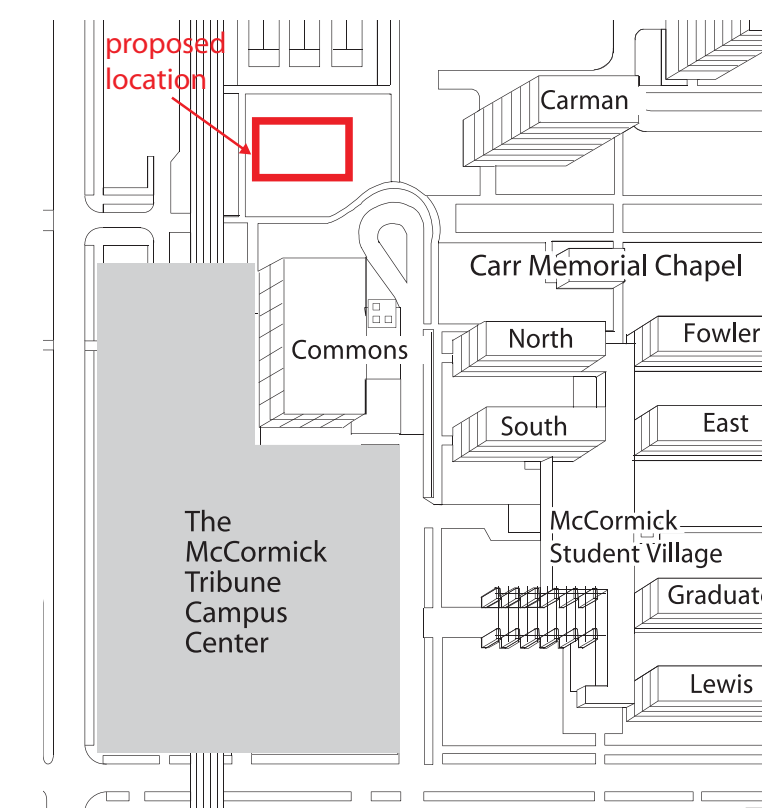 proposed
location
Carman
Carr Memorial Chapel
North
Fowler
Commons
South
East
The
McCormick
Tribune
Campus
Center
McCormick
Student Village
Graduate
Lewis